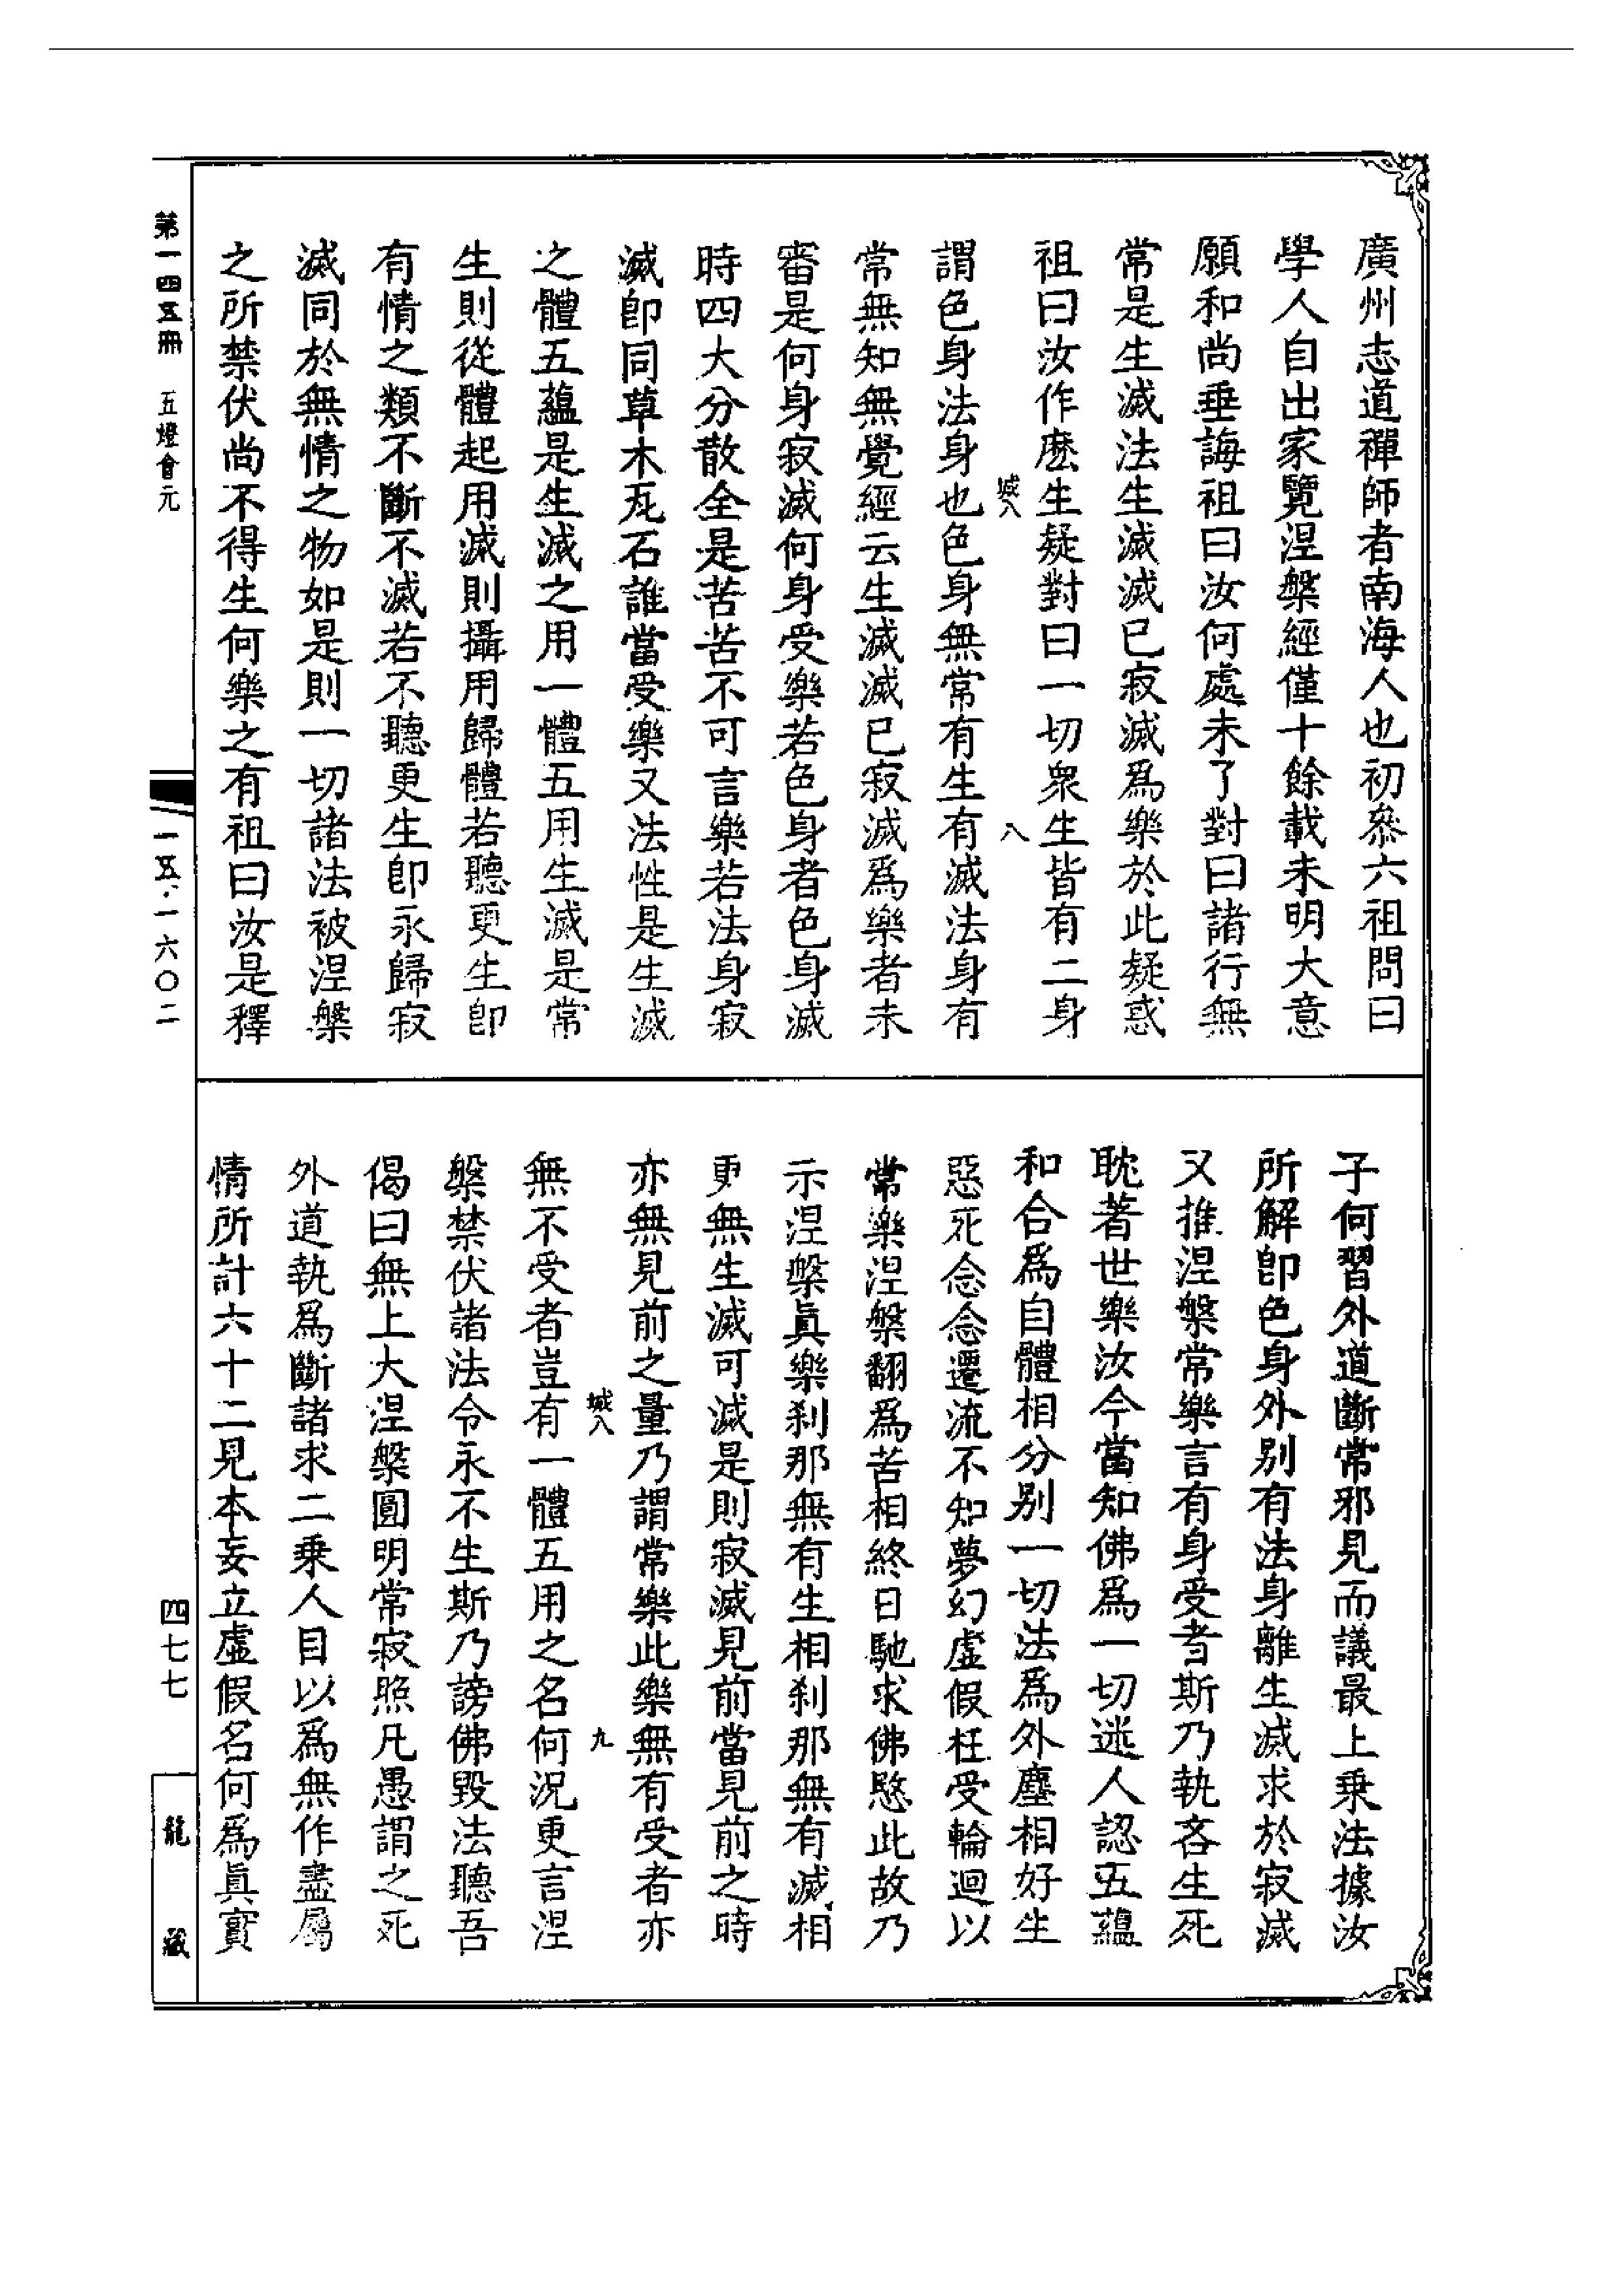 廣州志道禪師者南海人也初叅六祖問曰
學人自出家覽涅槃經僅十餘載未明大意
願和尚垂誨祖曰汝何處未了對曰諸行無
常是生滅法生滅滅已寂滅爲樂於此疑惑
祖曰汝作麽生疑對曰一切衆生皆有二身
城八
八
謂色身法身也色身無常有生有滅法身有
常無知無覺經云生滅滅已寂滅爲樂者未
審是何身寂滅何身受樂若色身者色身滅
時四大分散全是苦苦不可言樂若法身寂
滅卽同草木瓦石誰當受樂又法性是生滅
之體五蘊是生滅之用一體五用生滅是常
生則從體起用滅則攝用歸體若聽更生卽
有情之類不斷不滅若不聽更生卽永歸寂
滅同於無情之物如是則一切諸法被涅槃
之所禁伏尚不得生何樂之有祖曰汝是釋
子何習外道斷常邪見而議最上乗法據汝
所解卽色身外别有法身離生滅求於寂滅
又推涅槃常樂言有身受者斯乃執吝生死
耽著世樂汝今當知佛爲一切迷人認五蘊
和合爲自體相分别一切法爲外塵相好生
惡死念念遷流不知夢幻虛假枉受輪迴以
常樂涅槃翻爲苦相終日馳求佛愍此故乃
示涅槃眞樂刹那無有生相刹那無有滅相
更無生滅可滅是則寂滅見前當見前之時
亦無見前之量乃謂常樂此樂無有受者亦
城八
九
無不受者豈有一體五用之名何況更言涅
槃禁伏諸法令永不生斯乃謗佛毀法聽吾
偈曰無上大涅槃圓明常寂照凡愚謂之死
外道執爲斷諸求二乗人目以爲無作盡屬
情所計六十二見本妄立虛假名何爲眞實
第一四五冊 五燈會元
一五·一六〇二
四七七
龍藏